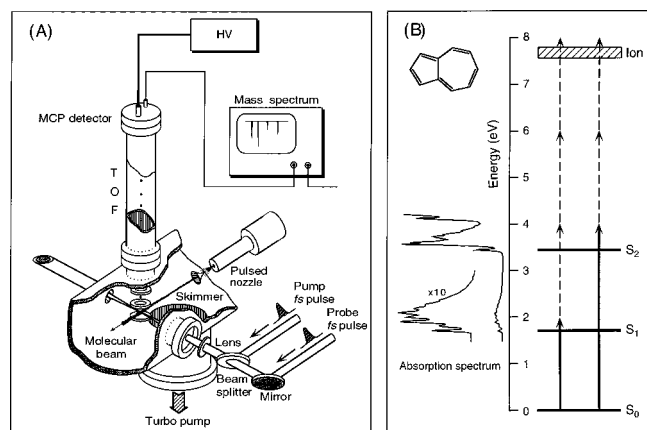 (A)
HV
MCP detector
Mass spectrum
T
O
F
Pulsed
nozzle
Skimmer
Pump
fs pulse
Probe
fs pulse
Molecular
beam
Lens
Beam
splitter
Mirror
Turbo pump
(B)
Energy (eV)
8
7
6
5
4
3
2
1
0
Ion
S2
S1
S0
x10
Absorption spectrum